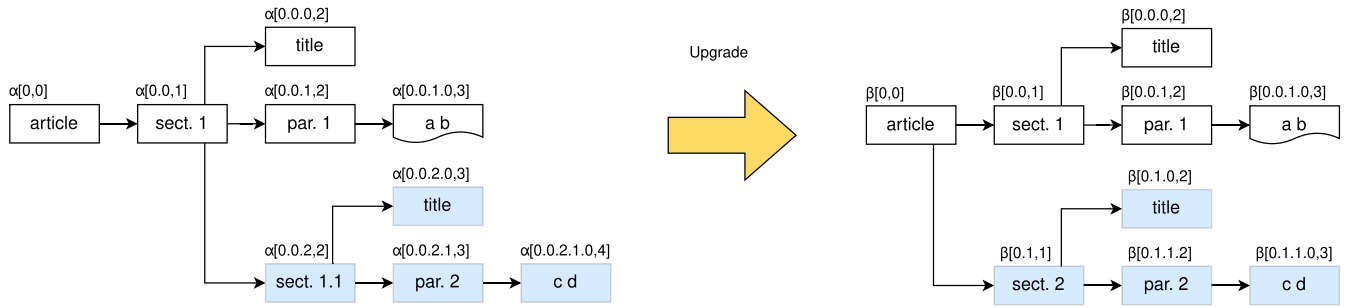 α[0.0.0,2]
title
α[0,0]
α[0.0,1]
α[0.0.1,2]
α[0.0.1.0,3]
article
sect. 1
par. 1
a b
α[0.0.2.0,3]
title
α[0.0.2,2]
α[0.0.2.1,3]
α[0.0.2.1.0,4]
sect. 1.1
par. 2
c d
Upgrade
β[0.0.0,2]
title
β[0,0]
β[0.0,1]
β[0.0.1,2]
β[0.0.1.0,3]
article
sect. 1
par. 1
a b
β[0.1.0,2]
title
β[0.1,1]
β[0.1.1.2]
β[0.1.1.0,3]
sect. 2
par. 2
c d